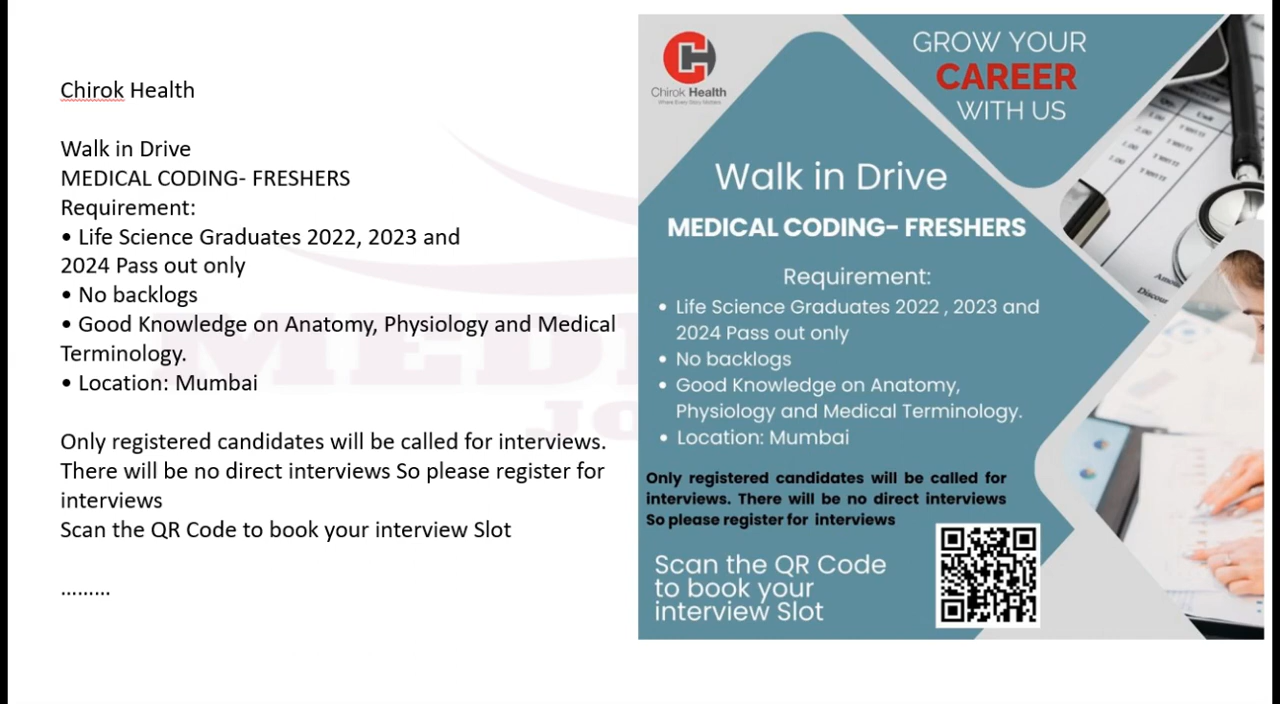 Chirok Health
Walk in Drive
MEDICAL CODING- FRESHERS
Requirement:
• Life Science Graduates 2022, 2023 and
2024 Pass out only
• No backlogs
• Good Knowledge on Anatomy, Physiology and Medical
Terminology.
• Location: Mumbai
Only registered candidates will be called for interviews.
There will be no direct interviews So please register for
interviews
Scan the QR Code to book your interview Slot
.........
Chirok Health
Where Every Story Matters
GROW YOUR
CAREER
WITH US
Walk in Drive
MEDICAL CODING- FRESHERS
Requirement:
• Life Science Graduates 2022 , 2023 and
2024 Pass out only
• No backlogs
• Good Knowledge on Anatomy,
Physiology and Medical Terminology.
• Location: Mumbai
Only registered candidates will be called for
interviews. There will be no direct interviews
So please register for interviews
Scan the QR Code
to book your
interview Slot